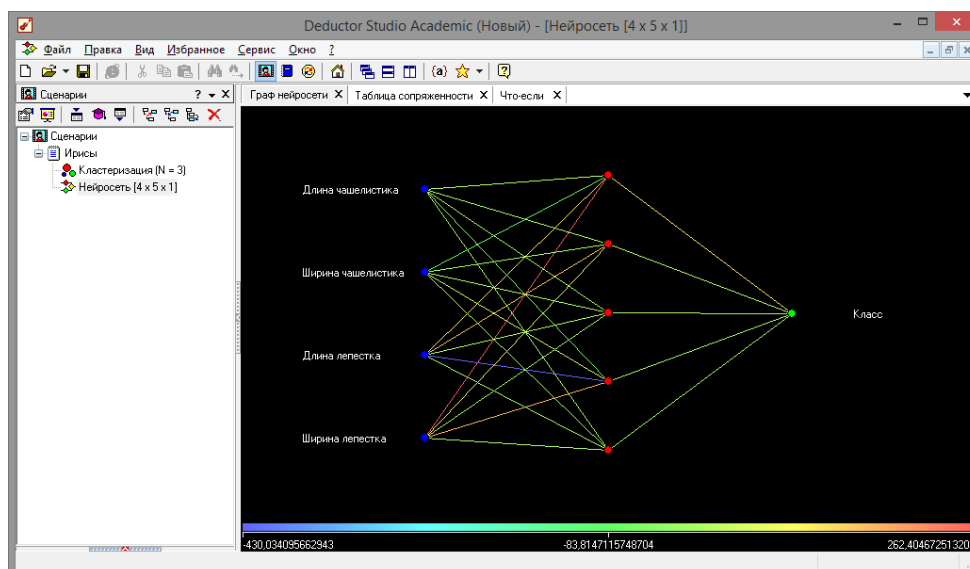 Deductor Studio Academic (Новый) - [Нейросеть [4 x 5 x 1]]
Файл Правка Вид Избранное Сервис Окно ?
Сценарии
Граф нейросети X Таблица сопряженности X Что-если X
Сценарии
Ирисы
Кластеризация (N = 3)
Нейросеть [4 x 5 x 1]
Длина чашелистика
Ширина чашелистика
Длина лепестка
Ширина лепестка
Класс
-430,034095662943 -83,8147115748704 262,40467251320